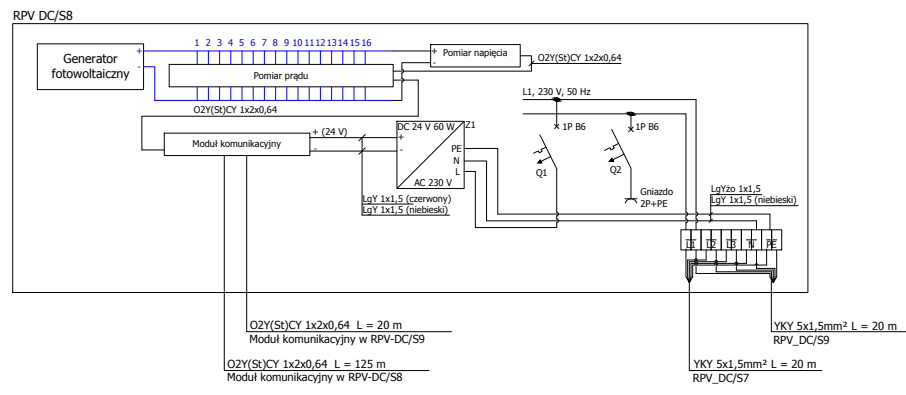 RPV DC/S8
Generator
fotowoltaiczny
+
-
1 2 3 4 5 6 7 8 9 10 11 12 13 14 15 16
Pomiar prądu
+ Pomiar napięcia
-
O2Y(St)CY 1x2x0,64
O2Y(St)CY 1x2x0,64
Moduł komunikacyjny
+ (24 V)
-
DC 24 V 60 W
Z1
+
-
PE
N
L
AC 230 V
LgY 1x1,5 (czerwony)
LgY 1x1,5 (niebieski)
L1, 230 V, 50 Hz
1P B6
Q1
1P B6
Q2
Gniazdo
2P+PE
LgYżo 1x1,5
LgY 1x1,5 (niebieski)
L1 L2 L3 N PE
O2Y(St)CY 1x2x0,64 L = 20 m
Moduł komunikacyjny w RPV-DC/S9
O2Y(St)CY 1x2x0,64 L = 125 m
Moduł komunikacyjny w RPV-DC/S8
YKY 5x1,5mm² L = 20 m
RPV_DC/S9
YKY 5x1,5mm² L = 20 m
RPV_DC/S7